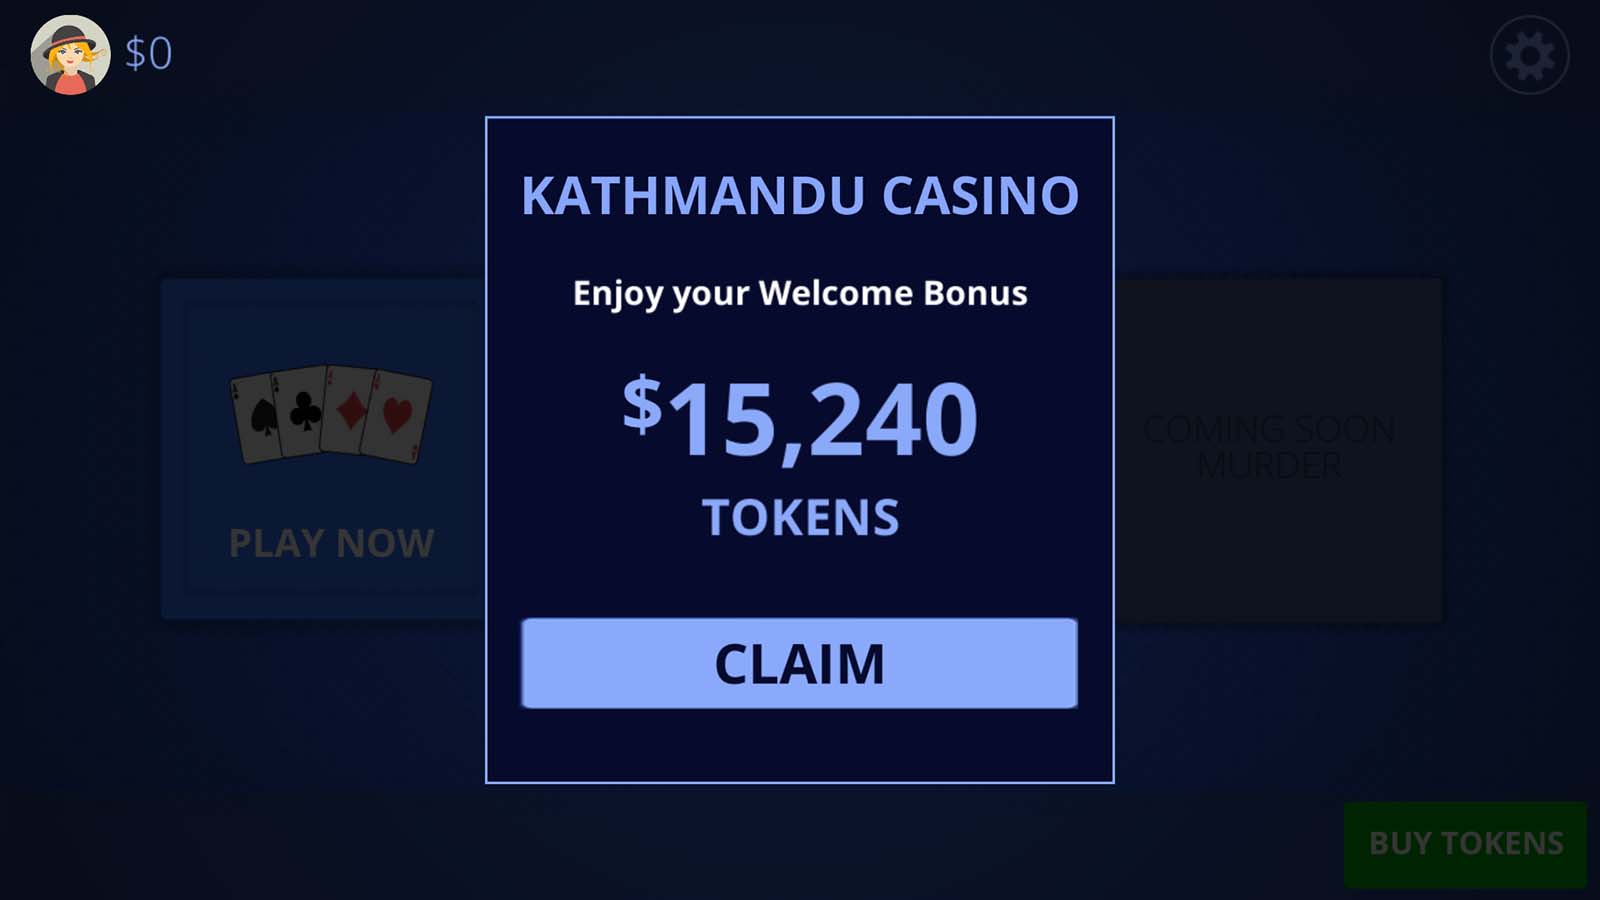 $0
KATHMANDU CASINO
Enjoy your Welcome Bonus
$15,240
TOKENS
CLAIM
PLAY NOW
COMING SOON
MURDER
BUY TOKENS